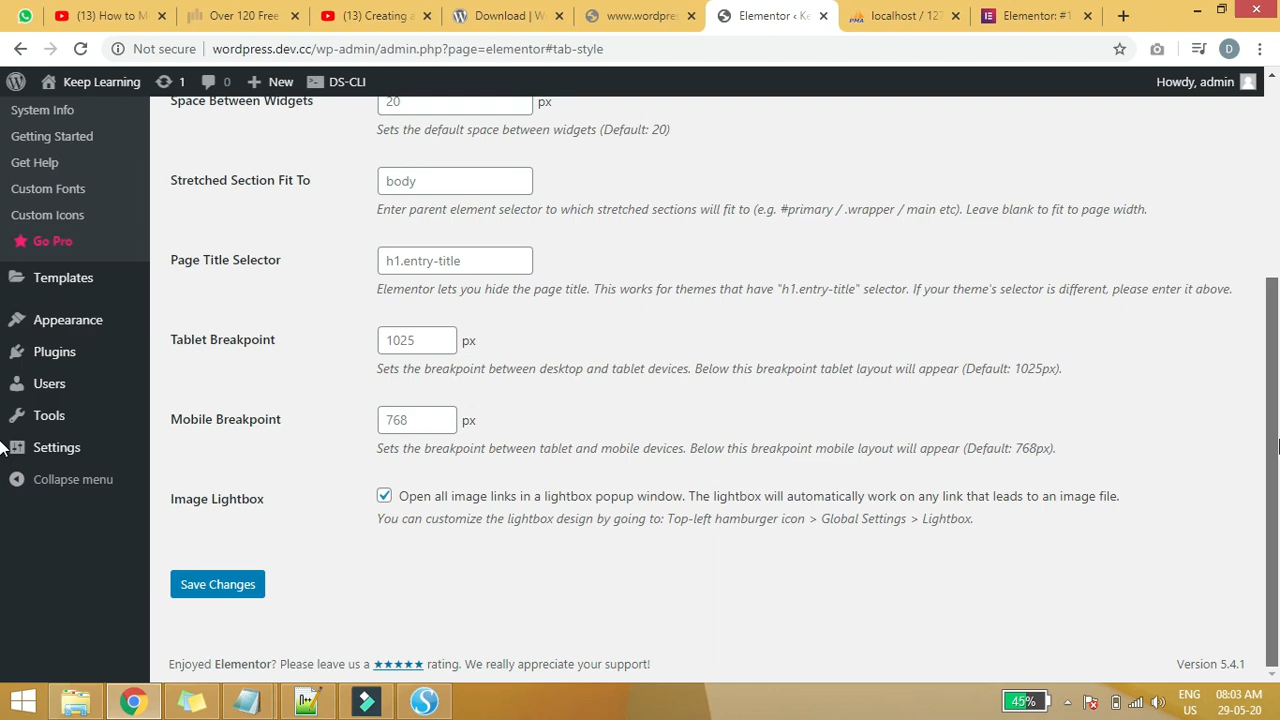 (13) How to M
Over 120 Free
(13) Creating a
Download | W
www.wordpres
Elementor ‹ Ke
localhost / 127
Elementor: #1
Not secure
wordpress.dev.cc/wp-admin/admin.php?page=elementor#tab-style
D
Keep Learning
1
0
New
DS-CLI
Howdy, admin
System Info
Getting Started
Get Help
Custom Fonts
Custom Icons
Go Pro
Templates
Appearance
Plugins
Users
Tools
Settings
Collapse menu
Space Between Widgets
20 px
Sets the default space between widgets (Default: 20)
Stretched Section Fit To
body
Enter parent element selector to which stretched sections will fit to (e.g. #primary / .wrapper / main etc). Leave blank to fit to page width.
Page Title Selector
h1.entry-title
Elementor lets you hide the page title. This works for themes that have "h1.entry-title" selector. If your theme's selector is different, please enter it above.
Tablet Breakpoint
1025 px
Sets the breakpoint between desktop and tablet devices. Below this breakpoint tablet layout will appear (Default: 1025px).
Mobile Breakpoint
768 px
Sets the breakpoint between tablet and mobile devices. Below this breakpoint mobile layout will appear (Default: 768px).
Image Lightbox
Open all image links in a lightbox popup window. The lightbox will automatically work on any link that leads to an image file.
You can customize the lightbox design by going to: Top-left hamburger icon > Global Settings > Lightbox.
Save Changes
Enjoyed Elementor? Please leave us a ★★★★★ rating. We really appreciate your support!
Version 5.4.1
45%
ENG
US
08:03 AM
29-05-20